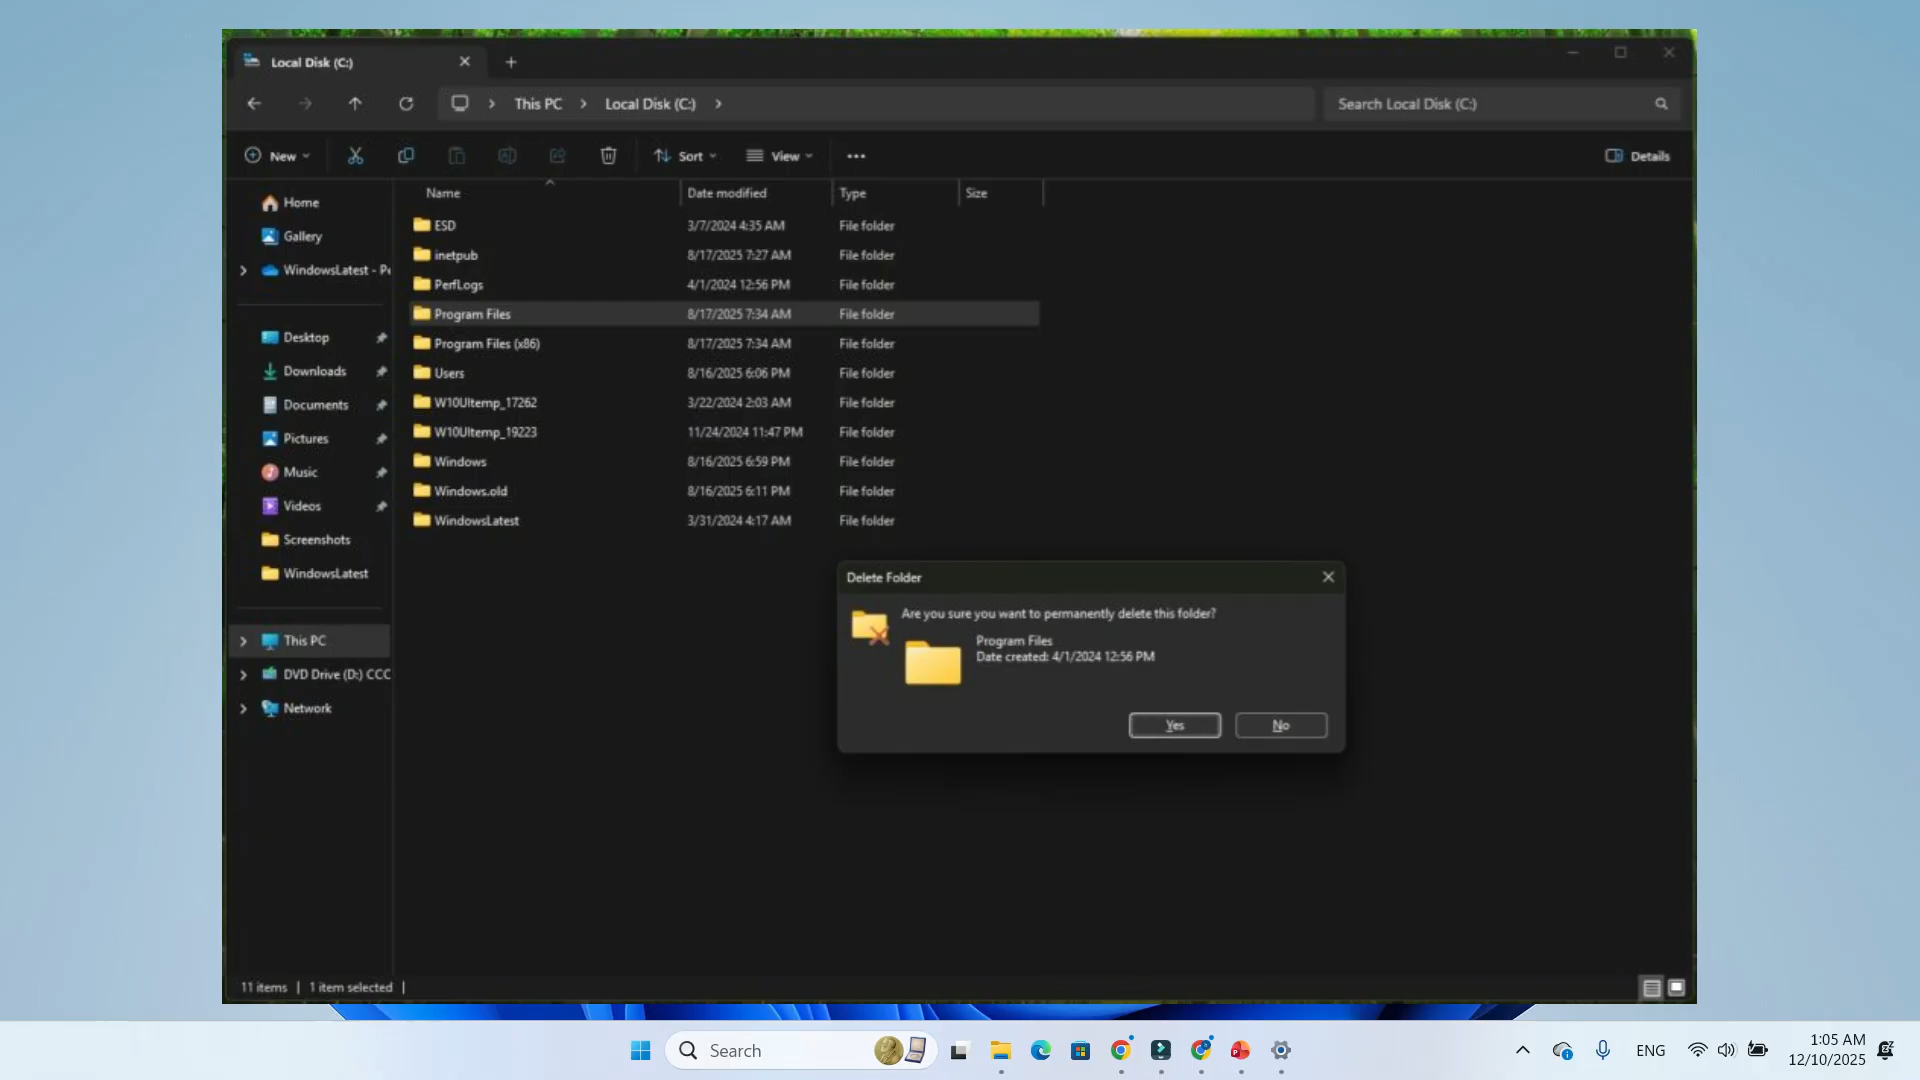 Local Disk (C:)
This PC
Local Disk (C:)
Search Local Disk (C:)
New
Sort
View
Details
Home
Gallery
WindowsLatest - Pe
Desktop
Downloads
Documents
Pictures
Music
Videos
Screenshots
WindowsLatest
This PC
DVD Drive (D:) CCC
Network
Name Date modified Type Size
ESD 3/7/2024 4:35 AM File folder
inetpub 8/17/2025 7:27 AM File folder
PerfLogs 4/1/2024 12:56 PM File folder
Program Files 8/17/2025 7:34 AM File folder
Program Files (x86) 8/17/2025 7:34 AM File folder
Users 8/16/2025 6:06 PM File folder
W10UItemp_17262 3/22/2024 2:03 AM File folder
W10UItemp_19223 11/24/2024 11:47 PM File folder
Windows 8/16/2025 6:59 PM File folder
Windows.old 8/16/2025 6:11 PM File folder
WindowsLatest 3/31/2024 4:17 AM File folder
Delete Folder
Are you sure you want to permanently delete this folder?
Program Files
Date created: 4/1/2024 12:56 PM
Yes
No
11 items | 1 item selected |
Search
ENG
1:05 AM
12/10/2025